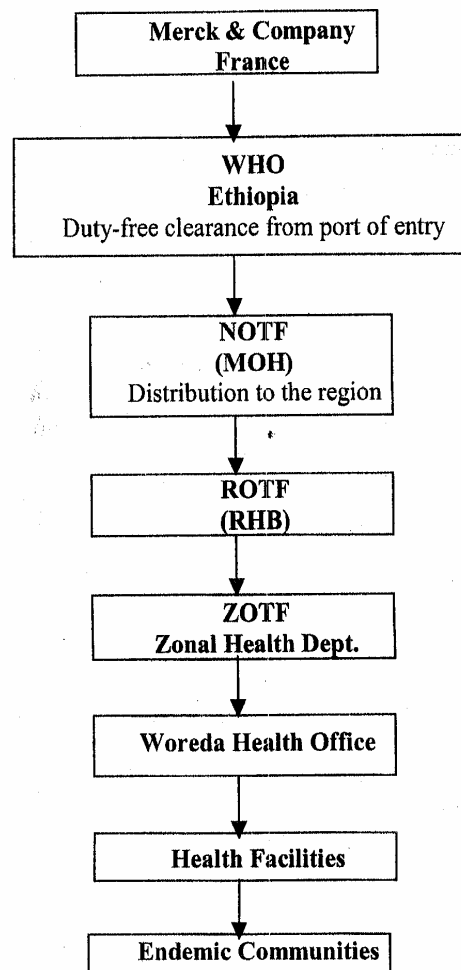 Merck & Company
France
WHO
Ethiopia
Duty-free clearance from port of entry
NOTF
(MOH)
Distribution to the region
ROTF
(RHB)
ZOTF
Zonal Health Dept.
Woreda Health Office
Health Facilities
Endemic Communities